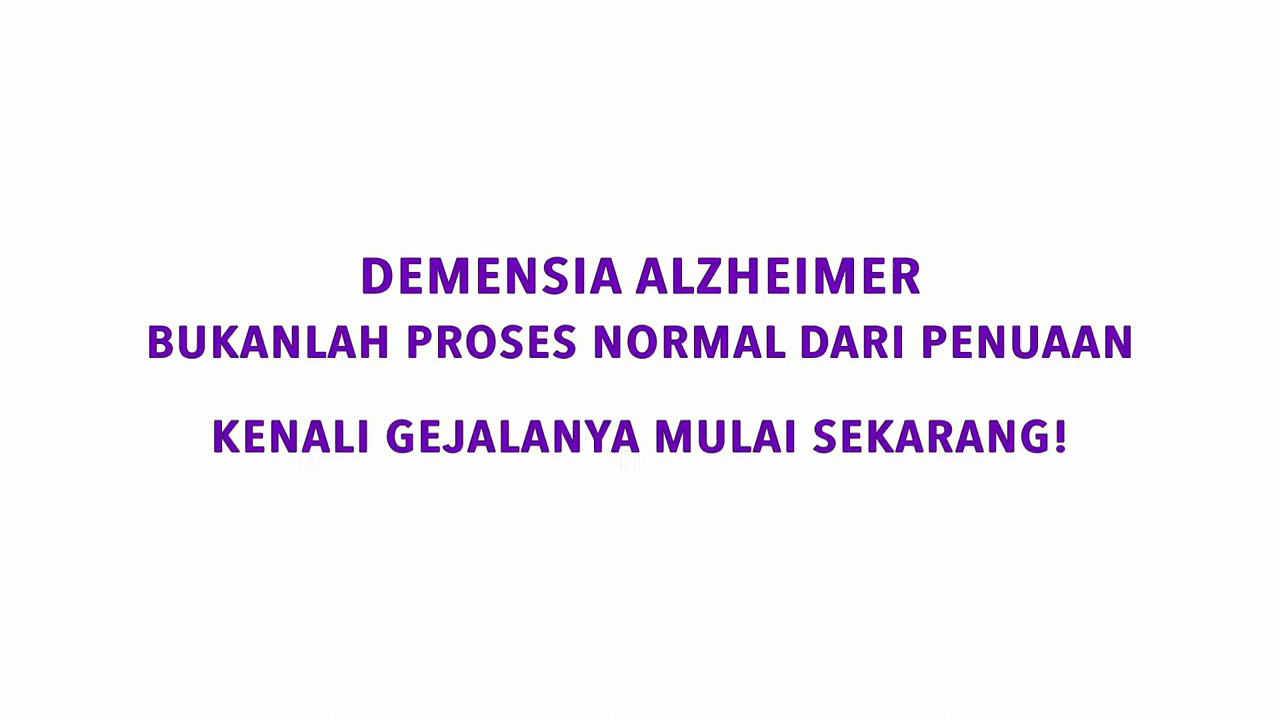 DEMENSIA ALZHEIMER
BUKANLAH PROSES NORMAL DARI PENUAAN
KENALI GEJALANYA MULAI SEKARANG!